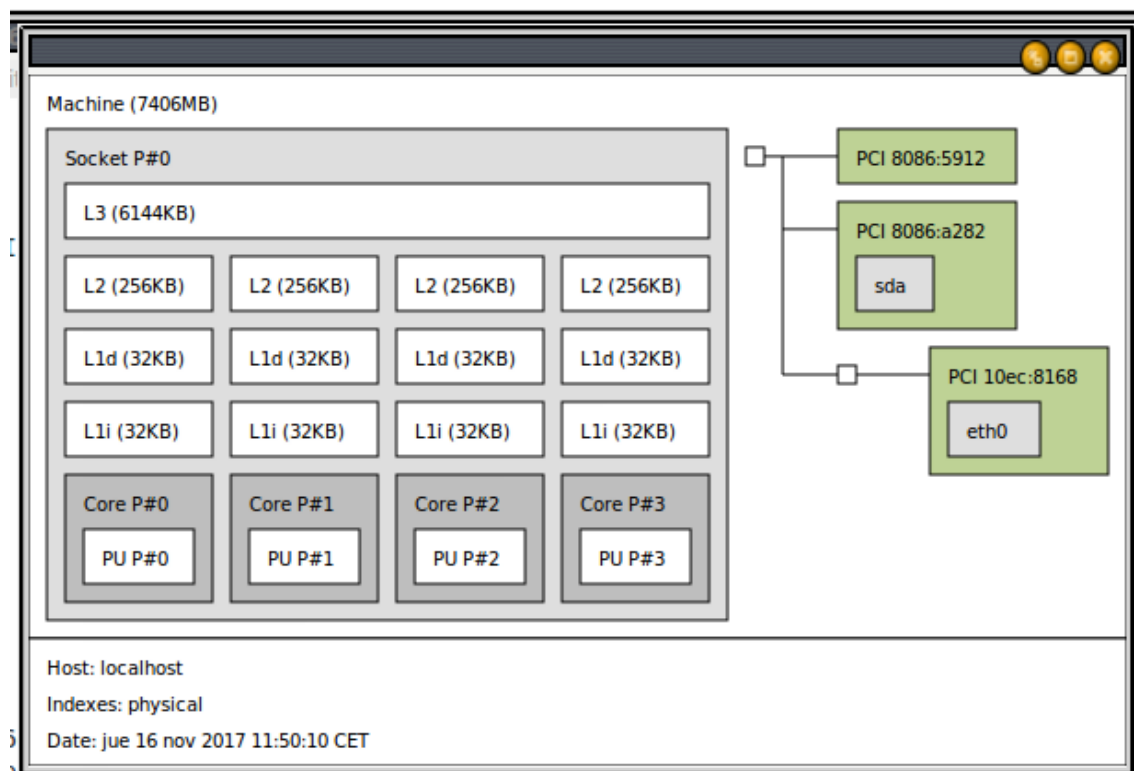 Machine (7406MB)
Socket P#0
PCI 8086:5912
L3 (6144KB)
PCI 8086:a282
sda
L2 (256KB) L2 (256KB) L2 (256KB) L2 (256KB)
L1d (32KB) L1d (32KB) L1d (32KB) L1d (32KB)
PCI 10ec:8168
eth0
L1i (32KB) L1i (32KB) L1i (32KB) L1i (32KB)
Core P#0 Core P#1 Core P#2 Core P#3
PU P#0 PU P#1 PU P#2 PU P#3
Host: localhost
Indexes: physical
Date: jue 16 nov 2017 11:50:10 CET